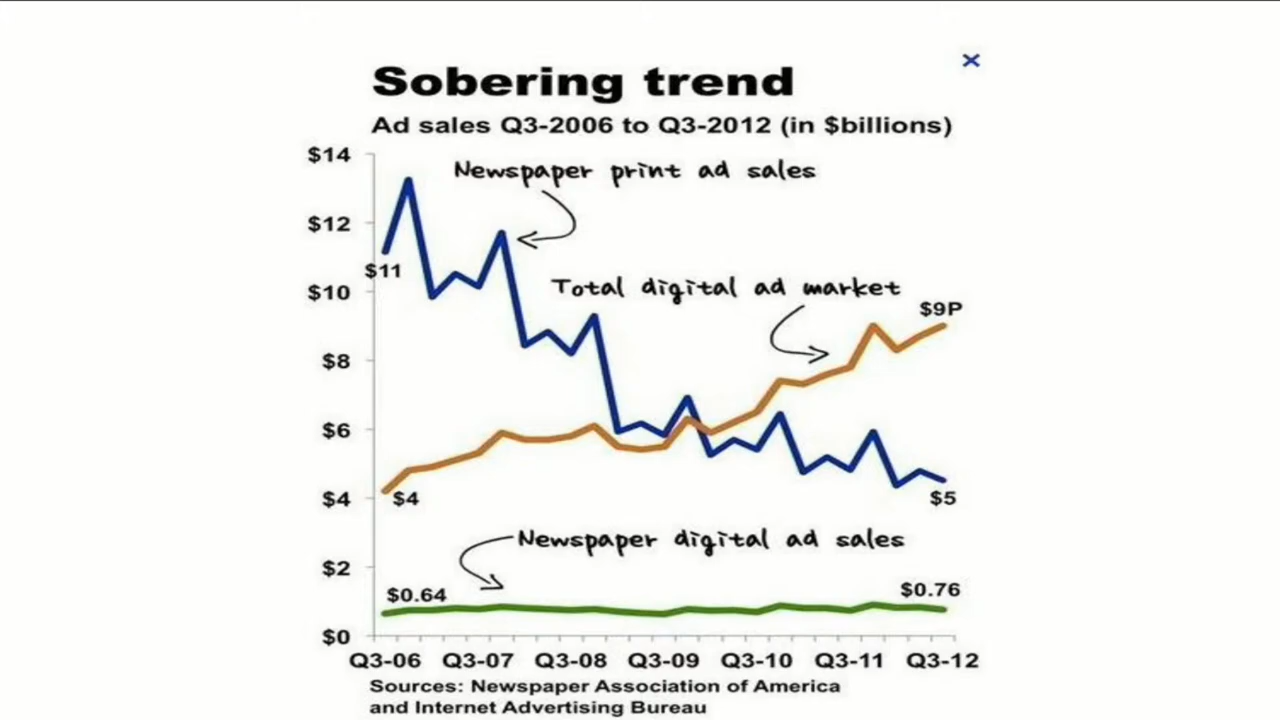 ×
Sobering trend
Ad sales Q3-2006 to Q3-2012 (in $billions)
$14
Newspaper print ad sales
$12
$11
$10
Total digital ad market
$9P
$8
$6
$4
$4
$5
Newspaper digital ad sales
$2
$0.64
$0.76
$0
Q3-06 Q3-07 Q3-08 Q3-09 Q3-10 Q3-11 Q3-12
Sources: Newspaper Association of America
and Internet Advertising Bureau